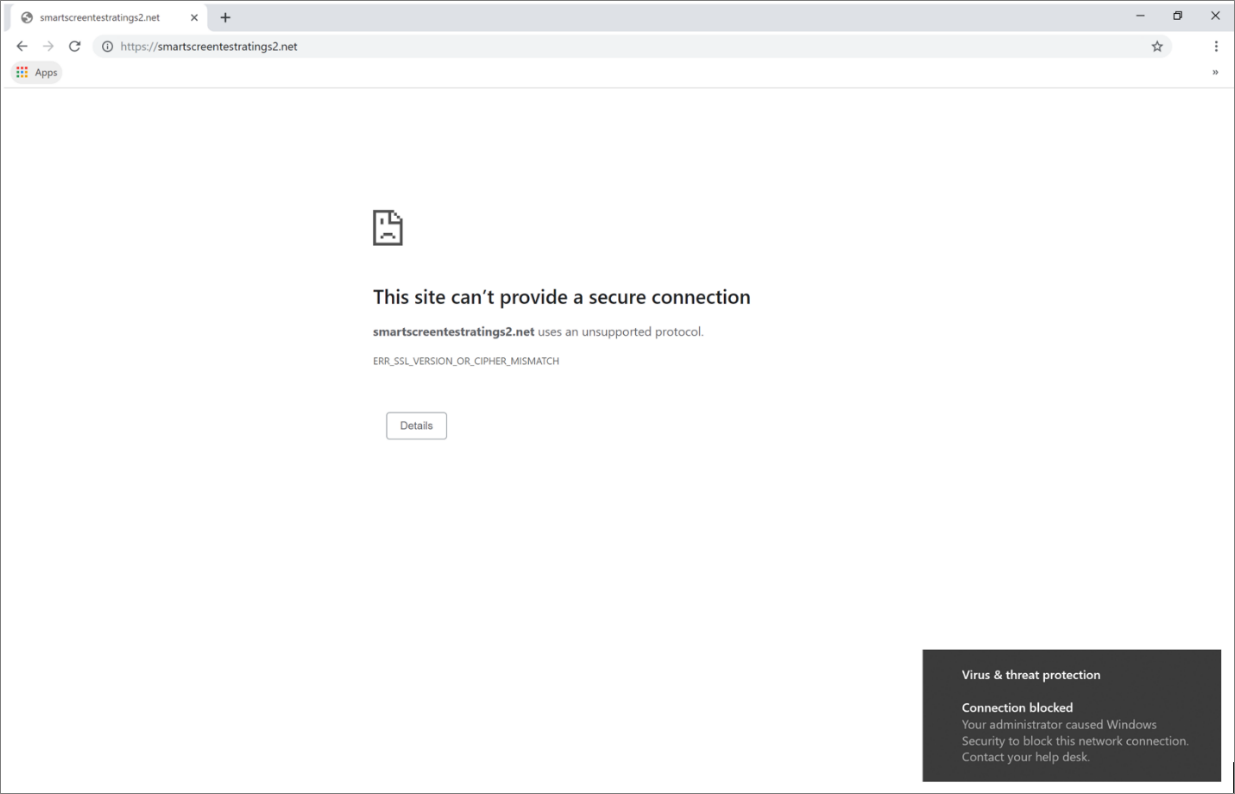 smartscreentestratings2.net
https://smartscreentestratings2.net
Apps
This site can't provide a secure connection
smartscreentestratings2.net uses an unsupported protocol.
ERR_SSL_VERSION_OR_CIPHER_MISMATCH
Details
Virus & threat protection
Connection blocked
Your administrator caused Windows
Security to block this network connection.
Contact your help desk.